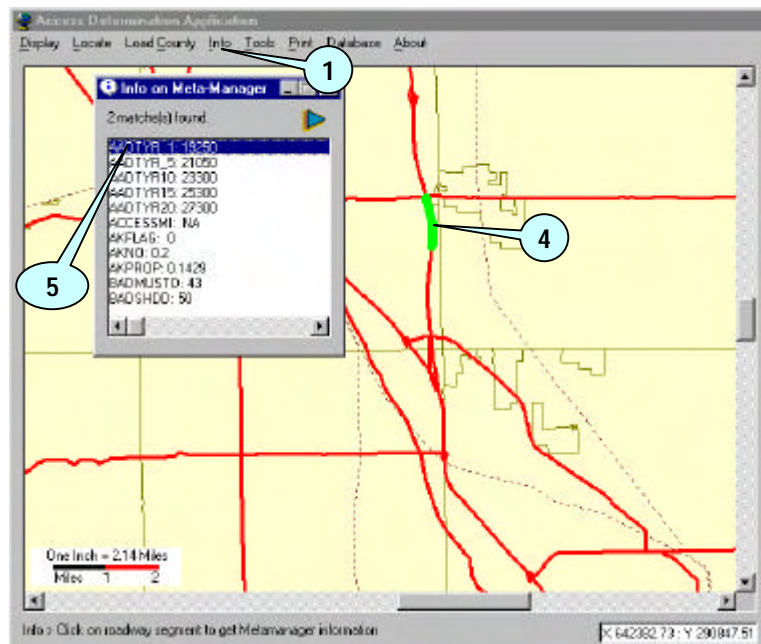 Access Determination Application
Display Locate Load County Info Tools Print Database About
1
Info on Meta-Manager
2 matche(s) found.
AADTYR_1: 19250
AADTYR_5: 21050
AADTYR10: 23300
AADTYR15: 25300
AADTYR20: 27300
ACCESSMI: NA
AKFLAG: 0
AKNO: 0.2
AKPROP: 0.1429
BADMUSTD: 43
BADSHDD: 50
4
5
One Inch = 2.14 Miles
Miles 1 2
Info > Click on roadway segment to get Metamanager information
X 642392.73 : Y 290847.51